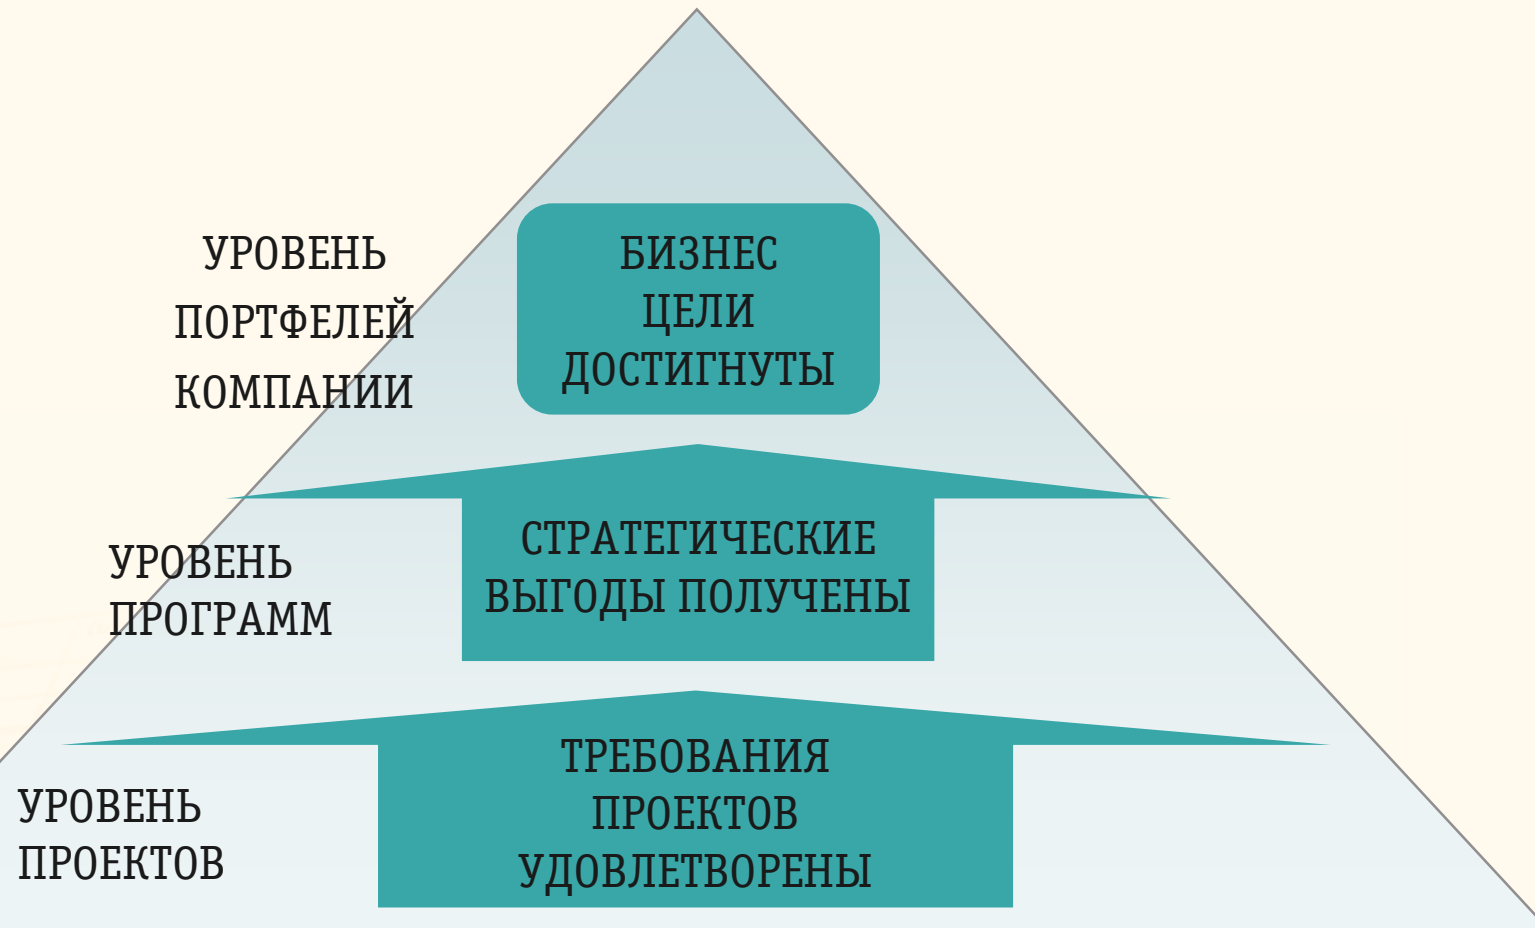 УРОВЕНЬ
ПОРТФЕЛЕЙ
КОМПАНИИ
БИЗНЕС
ЦЕЛИ
ДОСТИГНУТЫ
УРОВЕНЬ
ПРОГРАММ
СТРАТЕГИЧЕСКИЕ
ВЫГОДЫ ПОЛУЧЕНЫ
УРОВЕНЬ
ПРОЕКТОВ
ТРЕБОВАНИЯ
ПРОЕКТОВ
УДОВЛЕТВОРЕНЫ